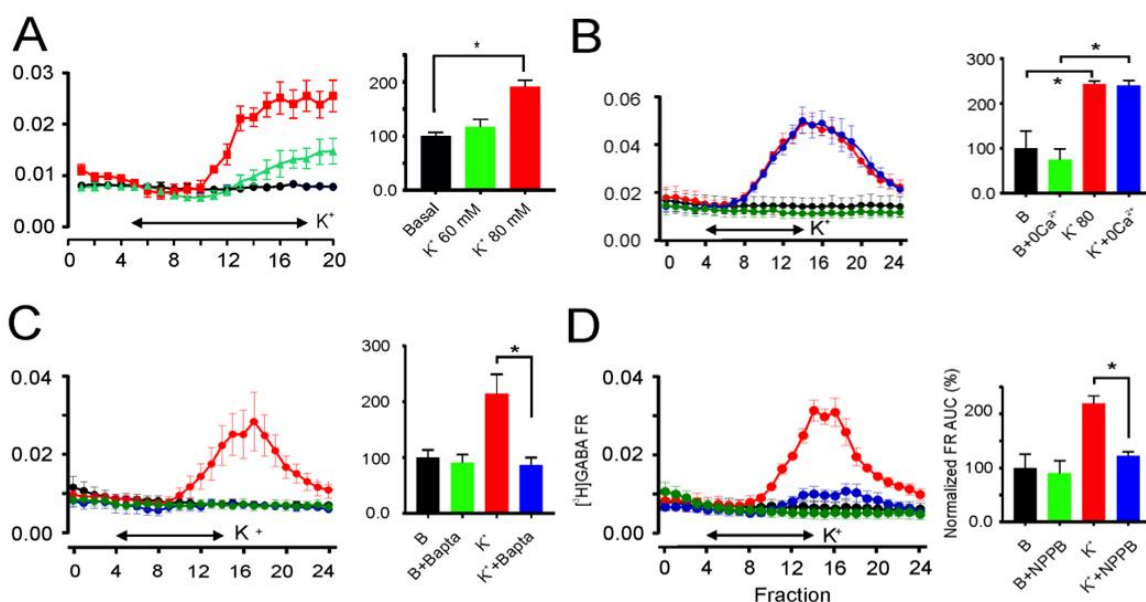 A
0.03
0.02
0.01
0.00
K⁺
0 4 8 12 16 20
*
200
100
0.0
Basal
K⁺ 60 mM
K⁺ 80 mM
B
0.06
0.04
0.02
0.00
K⁺
0 4 8 12 16 20 24
*
*
300
200
100
0.0
B
B+0Ca²⁺
K⁺ 80
K⁺+0Ca²⁺
C
0.04
0.02
0.00
K +
0 4 8 12 16 20 24
300
*
200
100
0.0
B
B+Bapta
K⁺
K⁺+Bapta
D
[³H]GABA FR
0.04
0.02
0.00
K⁺
0 4 8 12 16 20 24
Fraction
Normalized FR AUC (%)
*
200
100
0.0
B
B+NPPB
K⁺
K⁺+NPPB